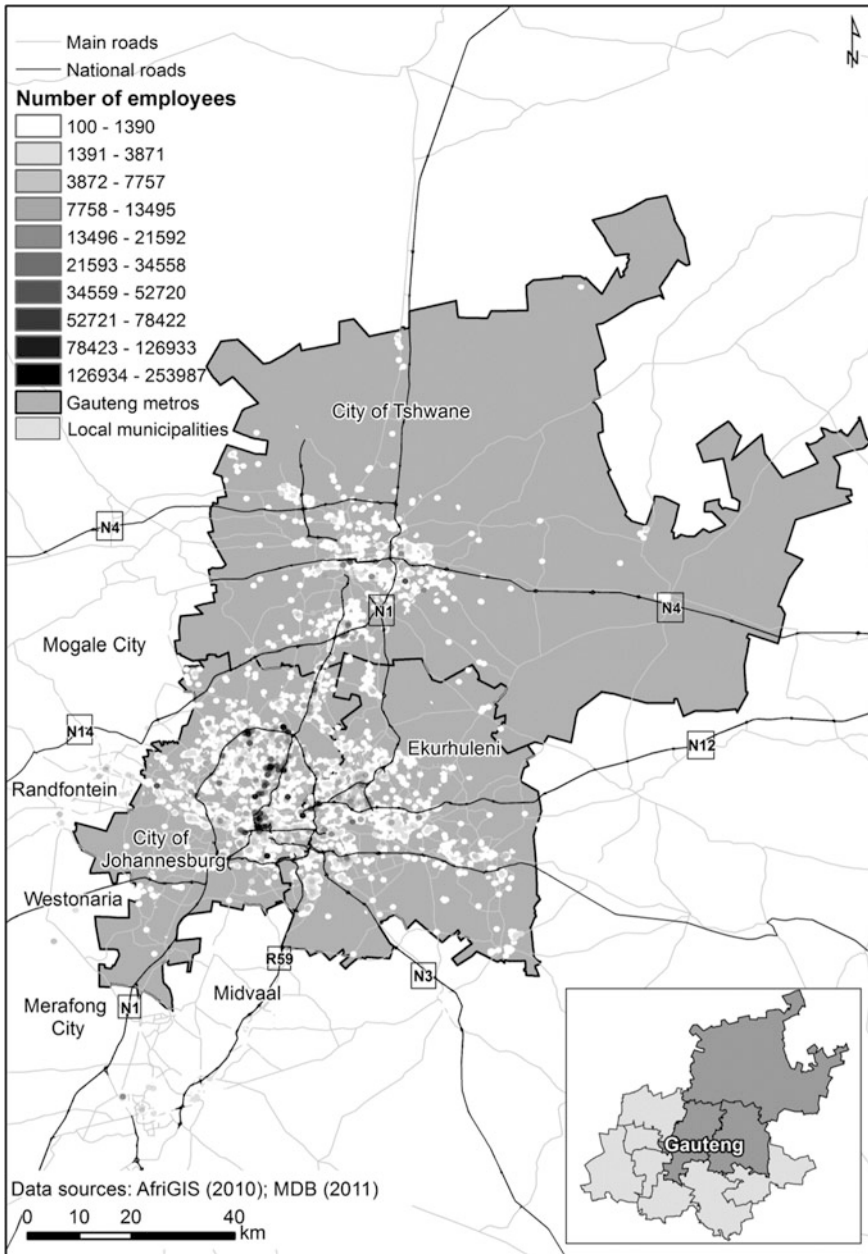 Main roads
National roads
Number of employees
100 - 1390
1391 - 3871
3872 - 7757
7758 - 13495
13496 - 21592
21593 - 34558
34559 - 52720
52721 - 78422
78423 - 126933
126934 - 253987
Gauteng metros
Local municipalities
N
City of Tshwane
N4
N1
N4
Mogale City
N14
Ekurhuleni
N12
Randfontein
City of
Johannesburg
Westonaria
R59
N3
Midvaal
Merafong
City
N1
Gauteng
Data sources: AfriGIS (2010); MDB (2011)
0 10 20 40
km